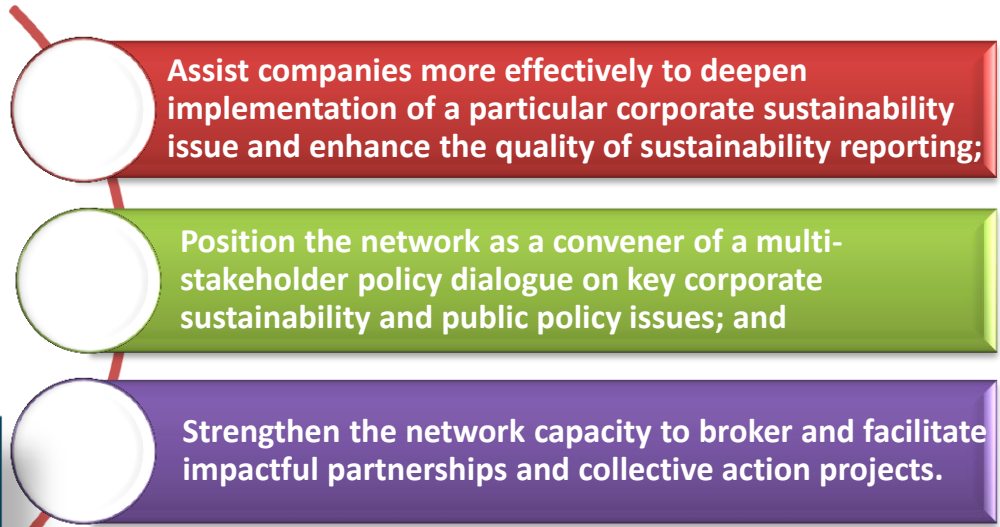 Assist companies more effectively to deepen
implementation of a particular corporate sustainability
issue and enhance the quality of sustainability reporting;
Position the network as a convener of a multi-
stakeholder policy dialogue on key corporate
sustainability and public policy issues; and
Strengthen the network capacity to broker and facilitate
impactful partnerships and collective action projects.